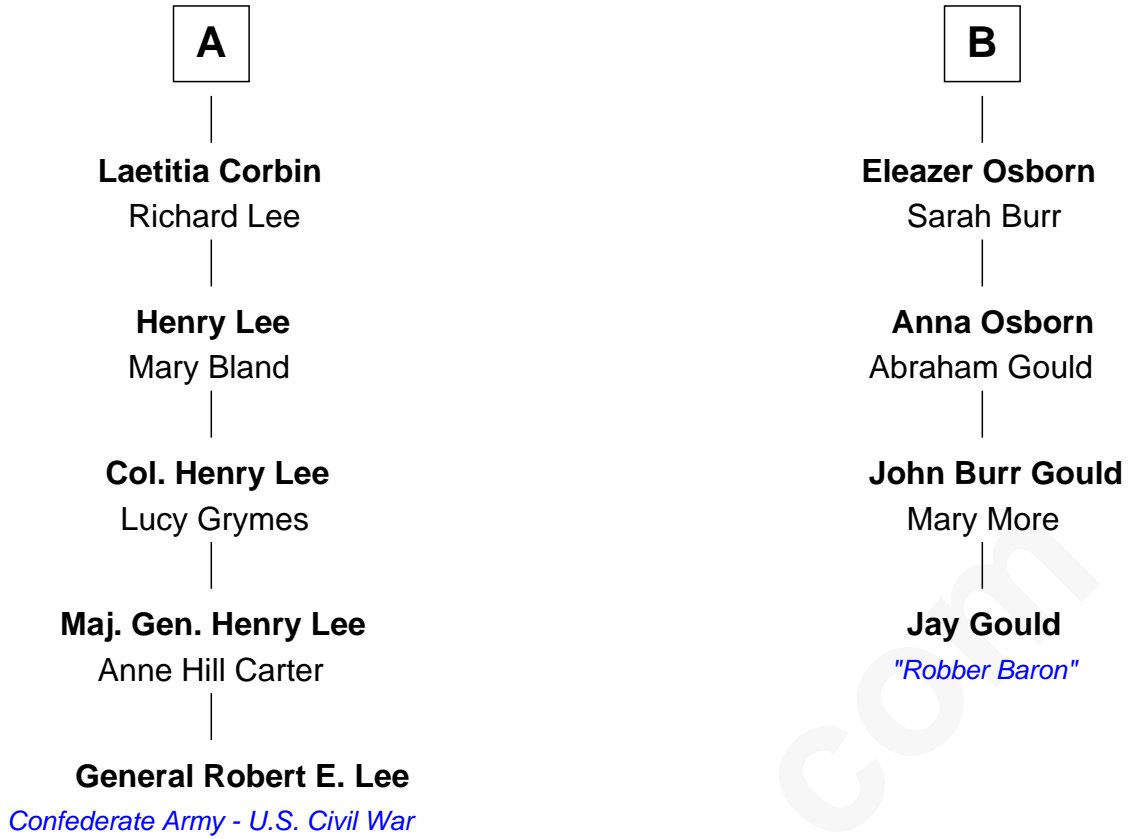 A
Laetitia Corbin
Richard Lee
Henry Lee
Mary Bland
Col. Henry Lee
Lucy Grymes
Maj. Gen. Henry Lee
Anne Hill Carter
General Robert E. Lee
Confederate Army - U.S. Civil War
B
Eleazer Osborn
Sarah Burr
Anna Osborn
Abraham Gould
John Burr Gould
Mary More
Jay Gould
"Robber Baron"
com